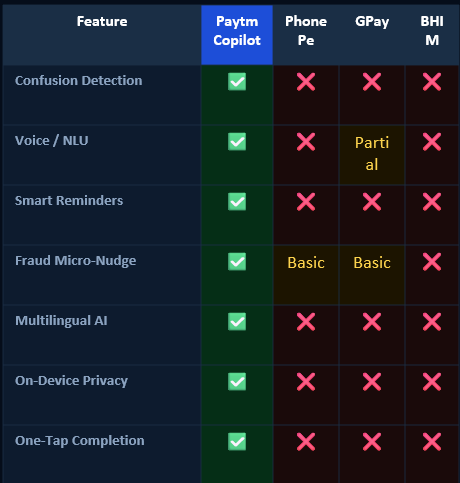 Feature Paytm Copilot Phone Pe GPay BHI M
Confusion Detection ✅ ❌ ❌ ❌
Voice / NLU ✅ ❌ Parti al ❌
Smart Reminders ✅ ❌ ❌ ❌
Fraud Micro-Nudge ✅ Basic Basic ❌
Multilingual AI ✅ ❌ ❌ ❌
On-Device Privacy ✅ ❌ ❌ ❌
One-Tap Completion ✅ ❌ ❌ ❌